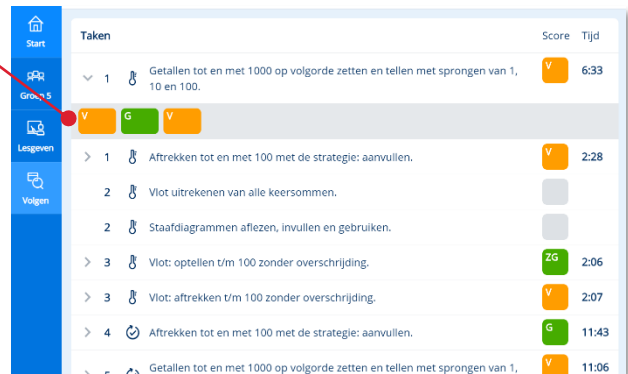 Start
Groep 5
Lesgeven
Volgen
Taken Score Tijd
1 Getallen tot en met 1000 op volgorde zetten en tellen met sprongen van 1, V 6:33
10 en 100.
V G V
1 Aftrekken tot en met 100 met de strategie: aanvullen. V 2:28
2 Vlot uitrekenen van alle keersommen.
2 Staafdiagrammen aflezen, invullen en gebruiken.
3 Vlot: optellen t/m 100 zonder overschrijding. ZG 2:06
3 Vlot: aftrekken t/m 100 zonder overschrijding. V 2:07
4 Aftrekken tot en met 100 met de strategie: aanvullen. G 11:43
5 Getallen tot en met 1000 op volgorde zetten en tellen met sprongen van 1, V 11:06